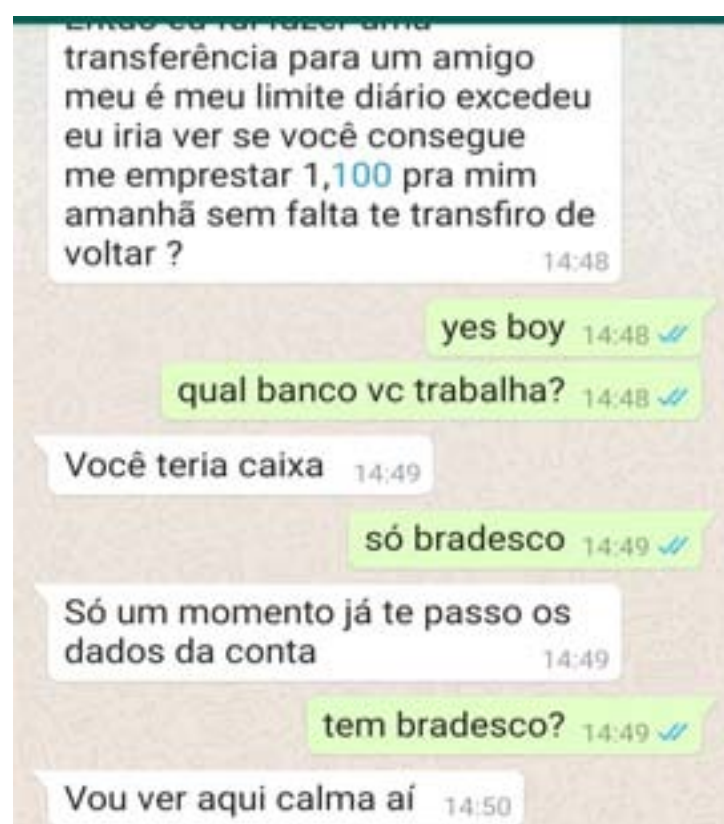 transferência para um amigo
meu é meu limite diário excedeu
eu iria ver se você consegue
me emprestar 1,100 pra mim
amanhã sem falta te transfiro de
voltar ?
14:48
yes boy 14:48
qual banco vc trabalha? 14:48
Você teria caixa 14:49
só bradesco 14:49
Só um momento já te passo os
dados da conta
14:49
tem bradesco? 14:49
Vou ver aqui calma aí 14:50